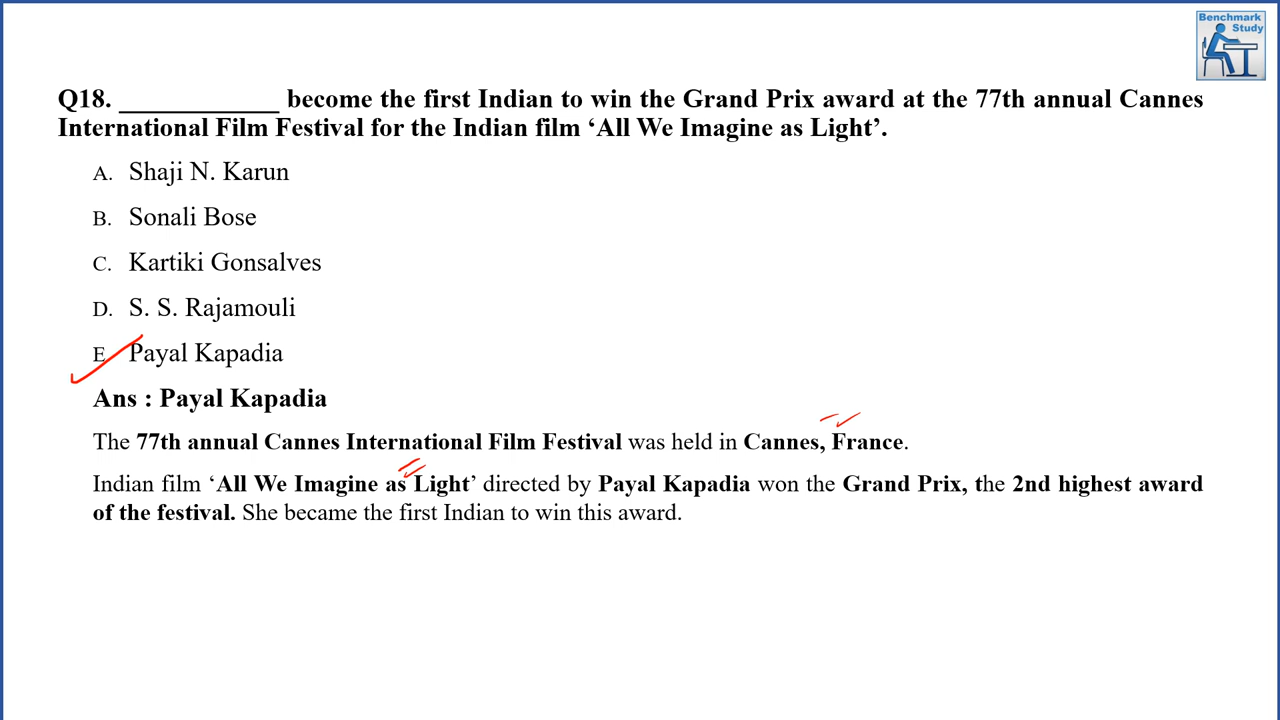 Benchmark
Study
Q18. ____________ become the first Indian to win the Grand Prix award at the 77th annual Cannes
International Film Festival for the Indian film ‘All We Imagine as Light’.
A. Shaji N. Karun
B. Sonali Bose
C. Kartiki Gonsalves
D. S. S. Rajamouli
E. Payal Kapadia
Ans : Payal Kapadia
The 77th annual Cannes International Film Festival was held in Cannes, France.
Indian film ‘All We Imagine as Light’ directed by Payal Kapadia won the Grand Prix, the 2nd highest award
of the festival. She became the first Indian to win this award.